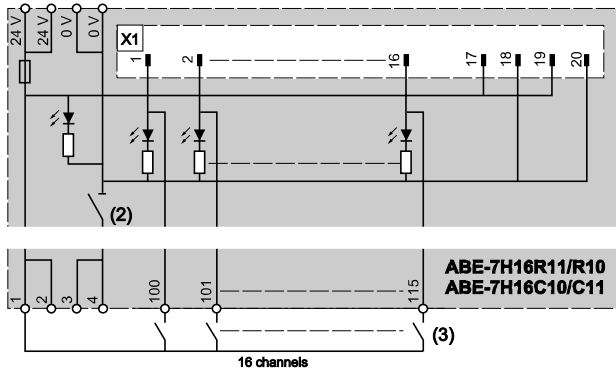 24 V 24 V 0 V 0 V
X1
1 2 16 17 18 19 20
(2)
ABE-7H16R11/R10
ABE-7H16C10/C11
1 2 3 4 100 101 115
(3)
16 channels